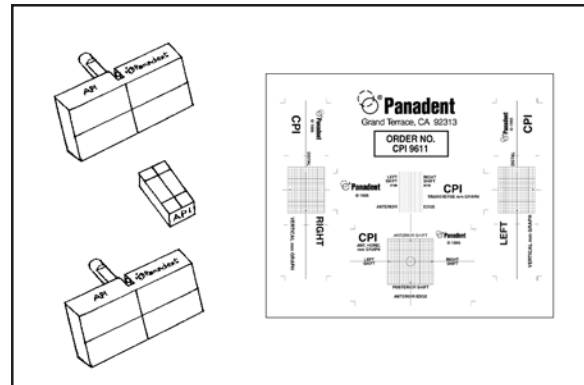 API
Panadent
API
API
Panadent
Panadent
Grand Terrace, CA 92313
ORDER NO.
CPI 9611
CPI
RIGHT
VERTICAL mm GRAPH
Panadent
LEFT
SHIFT
RIGHT
SHIFT
CPI
TRANSVERSE mm GRAPH
ANTERIOR
EDGE
CPI
ANT. HORIZ.
mm GRAPH
ANTERIOR SHIFT
Panadent
LEFT
SHIFT
RIGHT
SHIFT
POSTERIOR SHIFT
ANTERIOR EDGE
CPI
LEFT
VERTICAL mm GRAPH